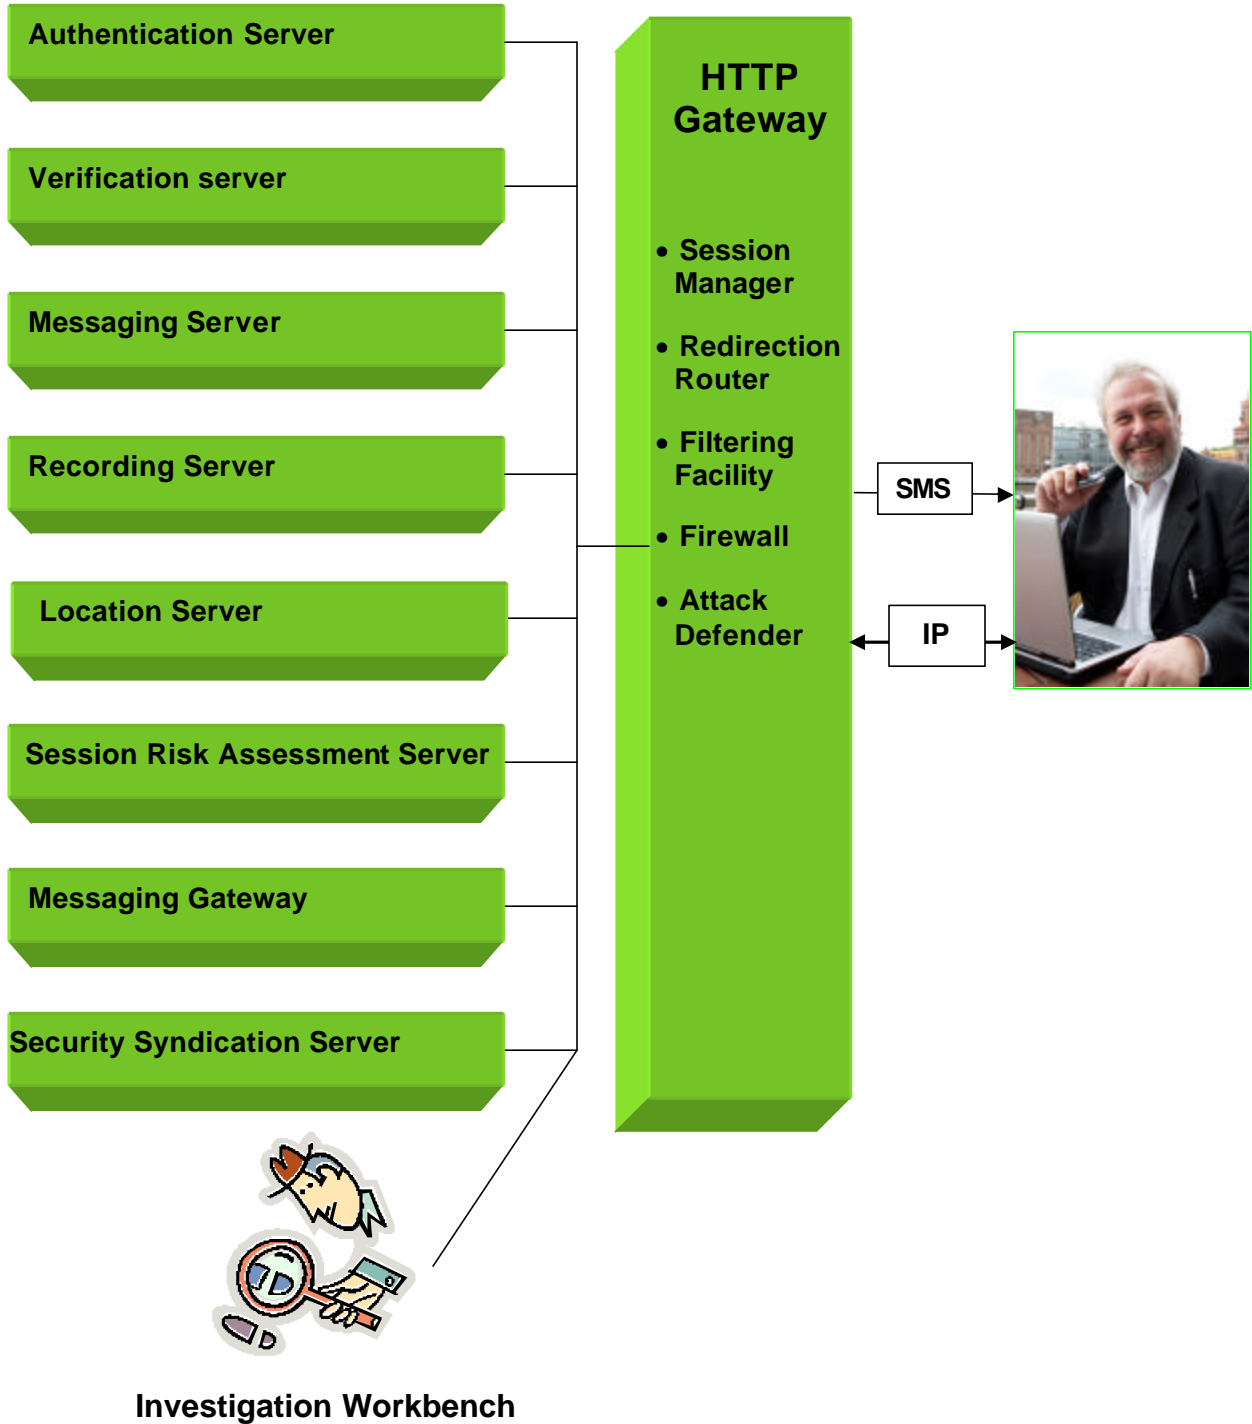 Authentication Server
Verification server
Messaging Server
Recording Server
Location Server
Session Risk Assessment Server
Messaging Gateway
Security Syndication Server
Investigation Workbench
HTTP
Gateway
• Session
Manager
• Redirection
Router
• Filtering
Facility
• Firewall
• Attack
Defender
SMS
IP